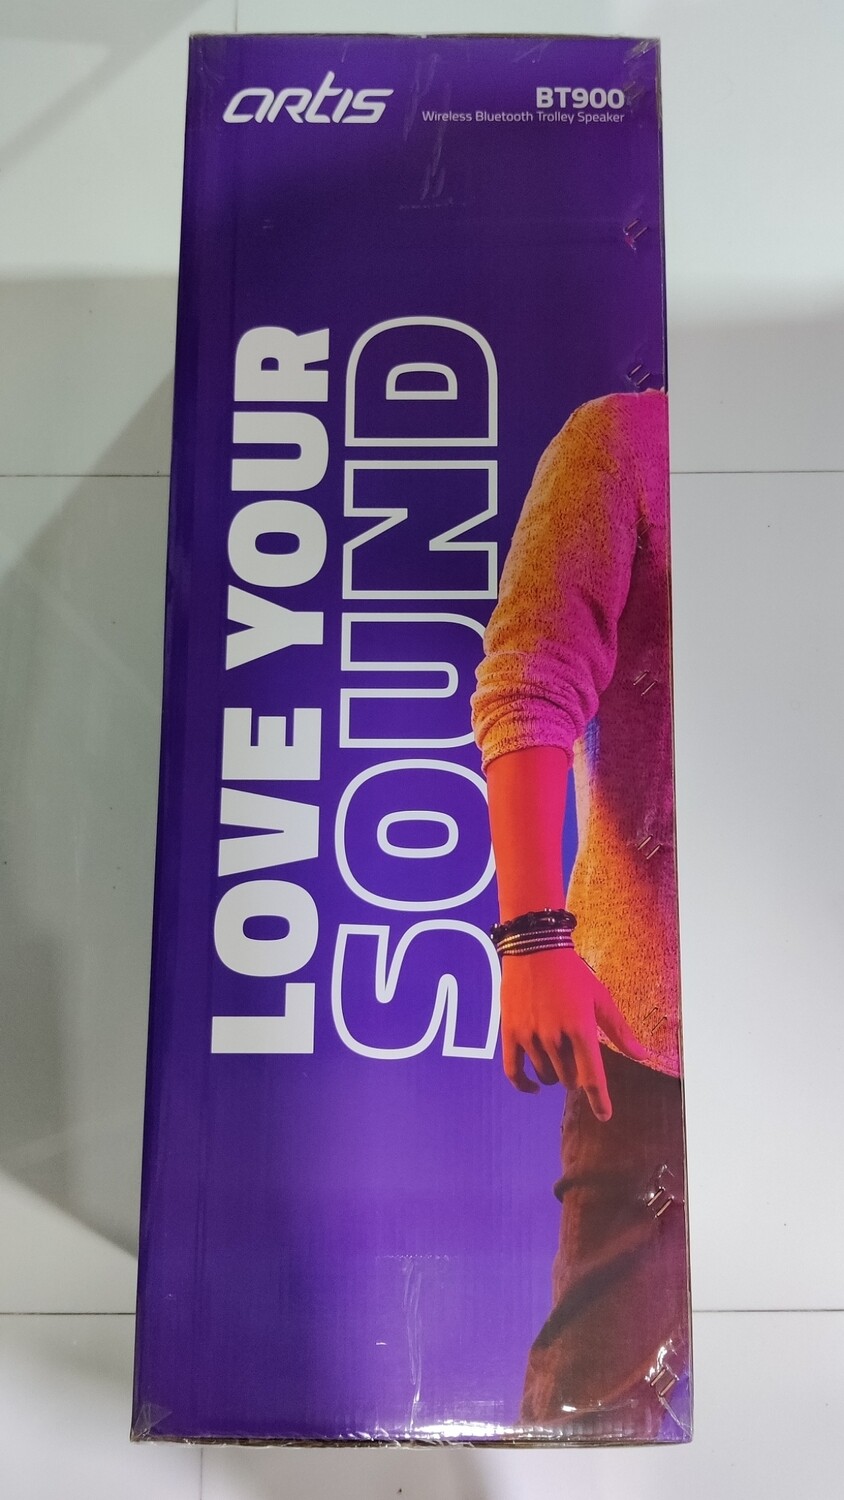 artis
BT900
Wireless Bluetooth Trolley Speaker
LOVE YOUR
SOUND